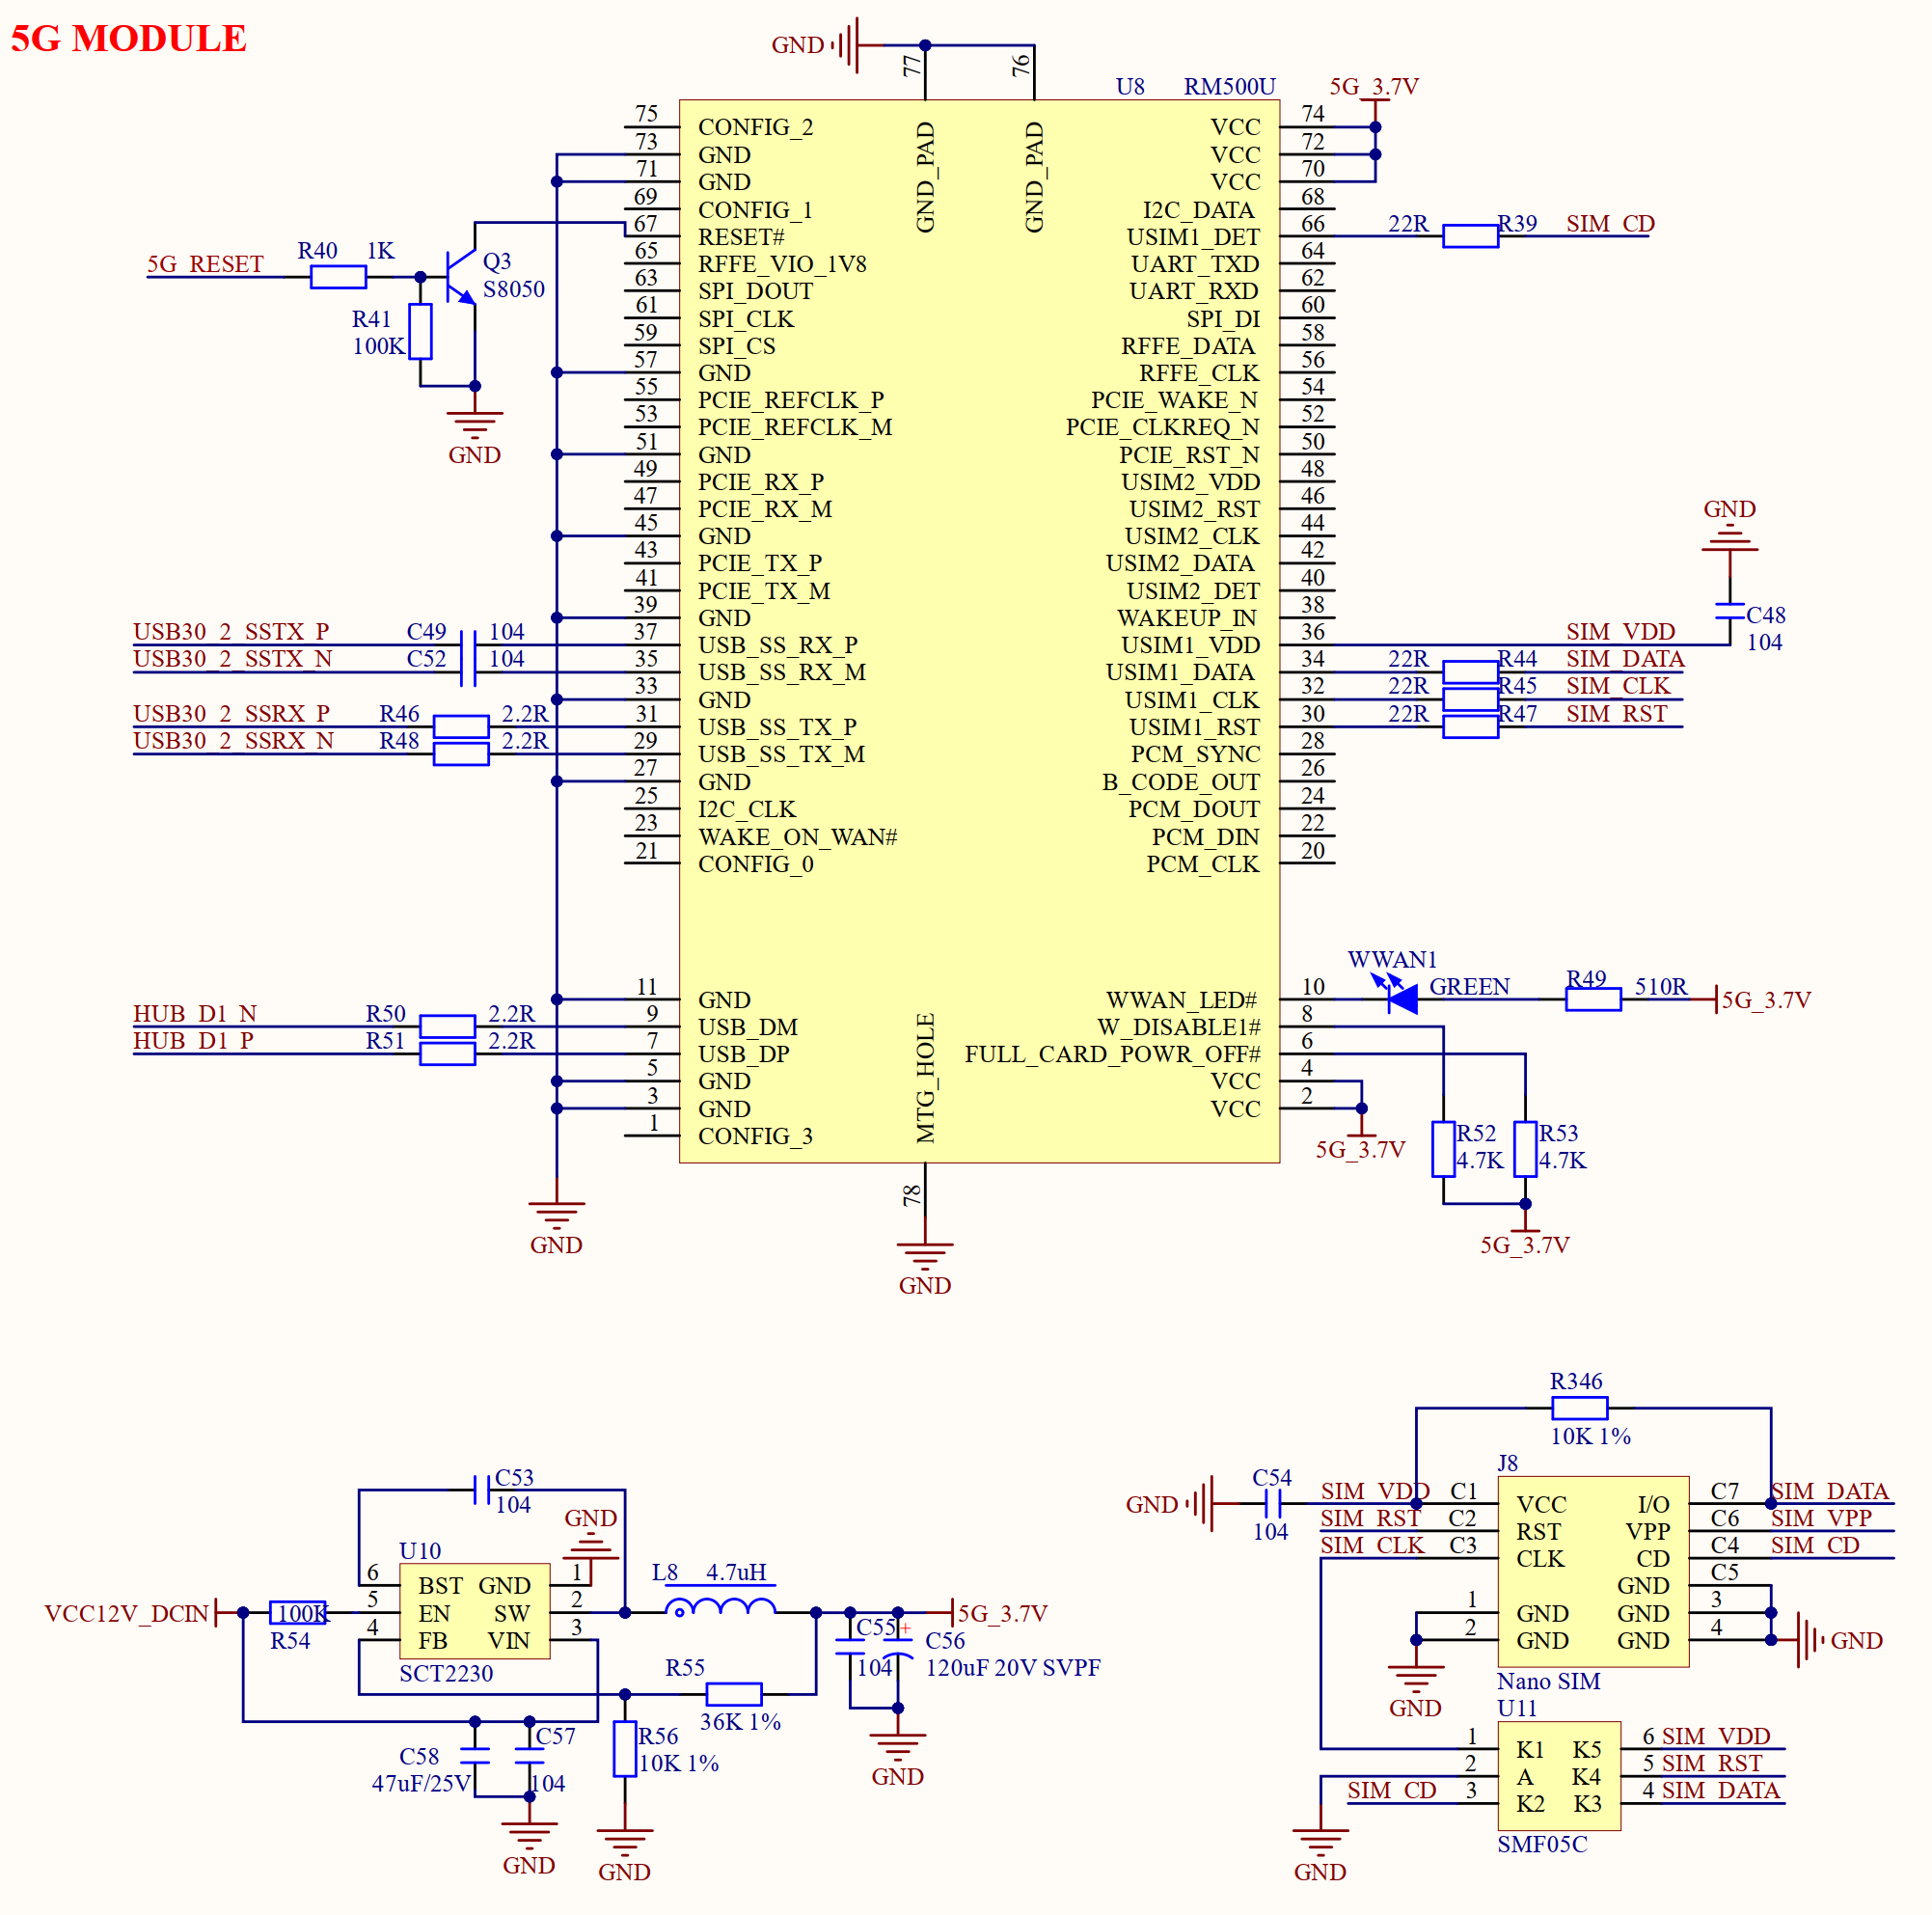 5G MODULE
GND
77
76
U8 RM500U
5G_3.7V
75 CONFIG_2 VCC 74
73 GND VCC 72
71 GND VCC 70
69 CONFIG_1 I2C_DATA 68
67 RESET# USIM1_DET 66 22R R39 SIM_CD
65 RFFE_VIO_1V8 UART_TXD 64
63 SPI_DOUT UART_RXD 62
61 SPI_CLK SPI_DI 60
59 SPI_CS RFFE_DATA 58
57 GND RFFE_CLK 56
55 PCIE_REFCLK_P PCIE_WAKE_N 54
53 PCIE_REFCLK_M PCIE_CLKREQ_N 52
51 GND PCIE_RST_N 50
49 PCIE_RX_P USIM2_VDD 48
47 PCIE_RX_M USIM2_RST 46
45 GND USIM2_CLK 44
43 PCIE_TX_P USIM2_DATA 42
41 PCIE_TX_M USIM2_DET 40
39 GND WAKEUP_IN 38
USB30_2_SSTX_P C49 104 37 USB_SS_RX_P USIM1_VDD 36 SIM_VDD
USB30_2_SSTX_N C52 104 35 USB_SS_RX_M USIM1_DATA 34 22R R44 SIM_DATA
33 GND USIM1_CLK 32 22R R45 SIM_CLK
USB30_2_SSRX_P R46 2.2R 31 USB_SS_TX_P USIM1_RST 30 22R R47 SIM_RST
USB30_2_SSRX_N R48 2.2R 29 USB_SS_TX_M PCM_SYNC 28
27 GND B_CODE_OUT 26
25 I2C_CLK PCM_DOUT 24
23 WAKE_ON_WAN# PCM_DIN 22
21 CONFIG_0 PCM_CLK 20
11 GND WWAN_LED# 10
HUB_D1_N R50 2.2R 9 USB_DM W_DISABLE1# 8
HUB_D1_P R51 2.2R 7 USB_DP FULL_CARD_POWR_OFF# 6
5 GND VCC 4
3 GND VCC 2
1 CONFIG_3
GND_PAD
GND_PAD
MTG_HOLE
78
GND
GND
5G_RESET R40 1K
Q3
S8050
R41
100K
GND
GND
C48
104
WWAN1
GREEN R49 510R 5G_3.7V
5G_3.7V
R52
4.7K
R53
4.7K
5G_3.7V
C53
104
GND
U10
6 BST GND 1
5 EN SW 2
4 FB VIN 3
SCT2230
VCC12V_DCIN
100K
R54
L8 4.7uH
5G_3.7V
C55
104
+
C56
120uF 20V SVPF
R55
36K 1%
R56
10K 1%
C57
104
C58
47uF/25V
GND
GND
GND
R346
10K 1%
J8
GND C54
104
SIM_VDD C1 VCC I/O C7 SIM_DATA
SIM_RST C2 RST VPP C6 SIM_VPP
SIM_CLK C3 CLK CD C4 SIM_CD
GND C5
1 GND GND 3
2 GND GND 4
GND
GND
Nano SIM
U11
1 K1 K5 6 SIM_VDD
2 A K4 5 SIM_RST
SIM_CD 3 K2 K3 4 SIM_DATA
SMF05C
GND